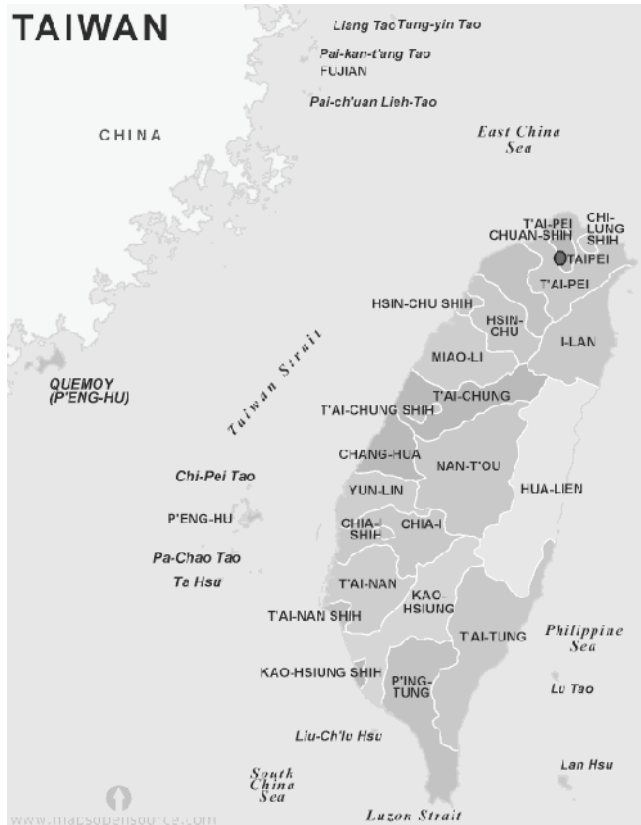 TAIWAN
Liang Tao
Tung-yin Tao
Pai-kan-t'ang Tao
FUJIAN
Pai-ch'uan Lieh-Tao
CHINA
East China
Sea
T'AI-PEI
CHUAN-SHIH
CHI-
LUNG
SHIH
TAIPEI
T'AI-PEI
HSIN-CHU SHIH
HSIN-
CHU
I-LAN
MIAO-LI
Taiwan Strait
QUEMOY
(P'ENG-HU)
T'AI-CHUNG
T'AI-CHUNG SHIH
CHANG-HUA
NAN-T'OU
Chi-Pei Tao
YUN-LIN
HUA-LIEN
P'ENG-HU
CHIA-I
SHIH
CHIA-I
Pa-Chao Tao
Ta Hsu
T'AI-NAN
KAO-
HSIUNG
T'AI-NAN SHIH
T'AI-TUNG
Philippine
Sea
KAO-HSIUNG SHIH
P'ING-
TUNG
Lu Tao
Liu-Ch'iu Hsu
South
China
Sea
Lan Hsu
Luzon Strait
www.mapsopensource.com